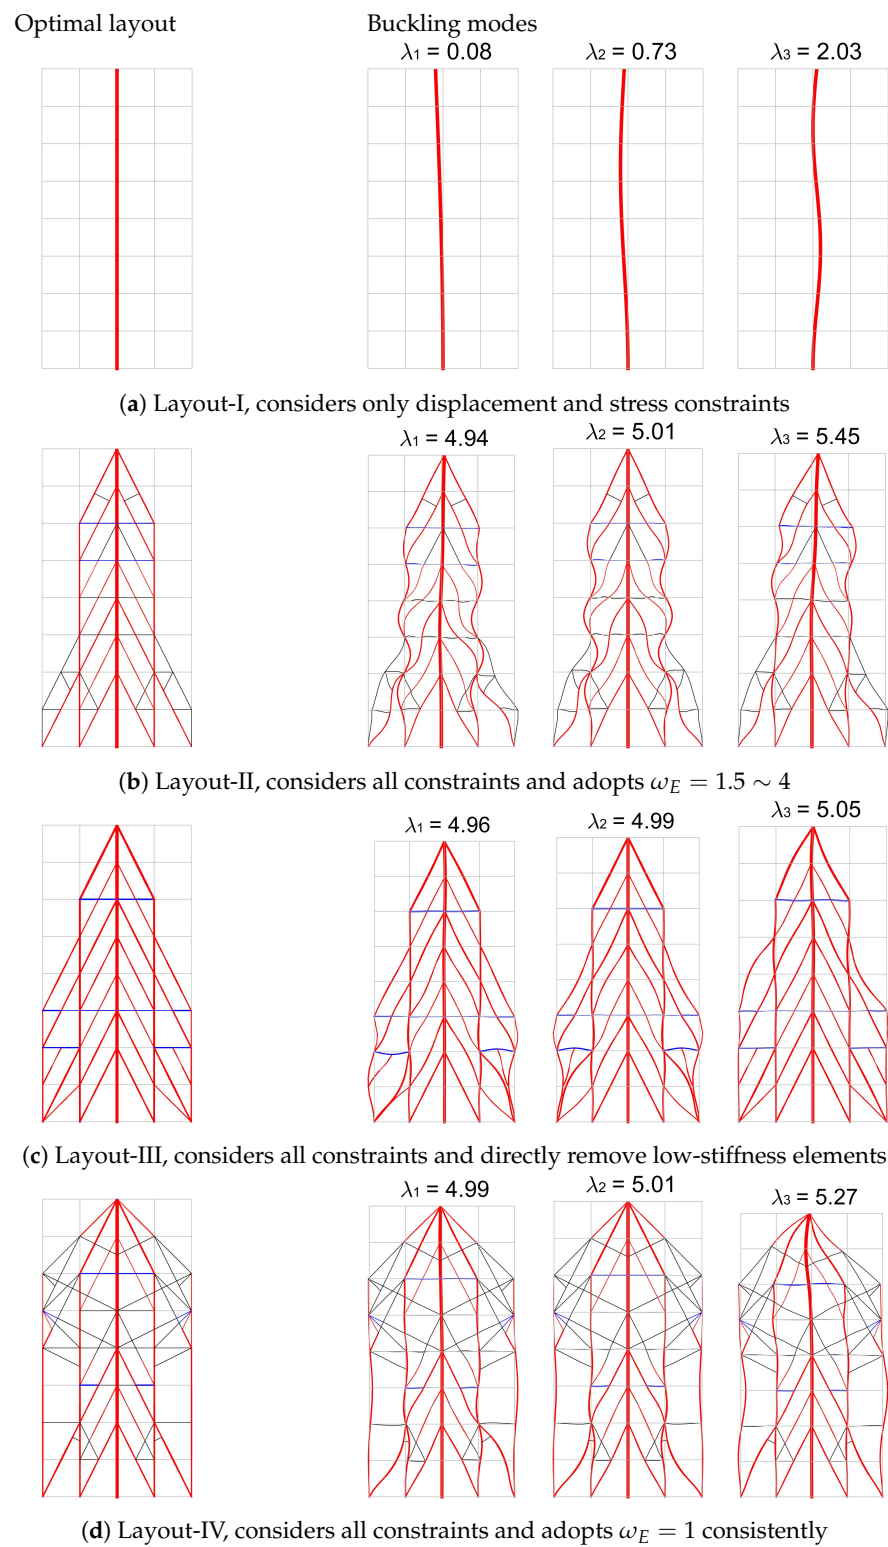 Optimal layout
Buckling modes
λ₁ = 0.08
λ₂ = 0.73
λ₃ = 2.03
(a) Layout-I, considers only displacement and stress constraints
λ₁ = 4.94
λ₂ = 5.01
λ₃ = 5.45
(b) Layout-II, considers all constraints and adopts ω_E = 1.5 ∼ 4
λ₁ = 4.96
λ₂ = 4.99
λ₃ = 5.05
(c) Layout-III, considers all constraints and directly remove low-stiffness elements
λ₁ = 4.99
λ₂ = 5.01
λ₃ = 5.27
(d) Layout-IV, considers all constraints and adopts ω_E = 1 consistently